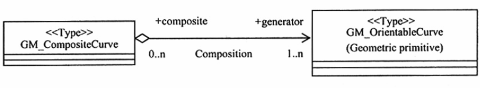 +composite +generator
<<Type>>
GM_CompositeCurve
<<Type>>
GM_OrientableCurve
(Geometric primitive)
0..n Composition 1..n